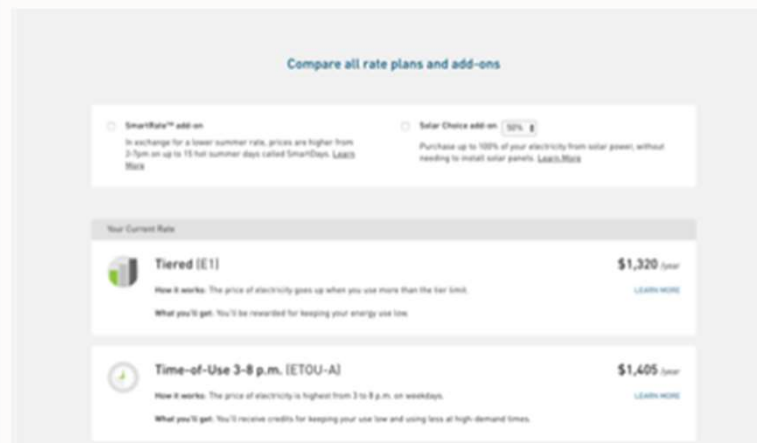 Compare all rate plans and add-ons
SmartRate™ add-on
In exchange for a lower summer rate, prices are higher from
2-7pm on up to 15 hot summer days called SmartDays. Learn
More
Solar Choice add-on 50%
Purchase up to 100% of your electricity from solar power, without
needing to install solar panels. Learn More
Your Current Rate
Tiered (E1)
$1,320 /year
How it works: The price of electricity goes up when you use more than the tier limit.
LEARN MORE
What you'll get: You'll be rewarded for keeping your energy use low.
Time-of-Use 3-8 p.m. (ETOU-A)
$1,405 /year
How it works: The price of electricity is highest from 3 to 8 p.m. on weekdays.
LEARN MORE
What you'll get: You'll receive credits for keeping your use low and using less at high-demand times.